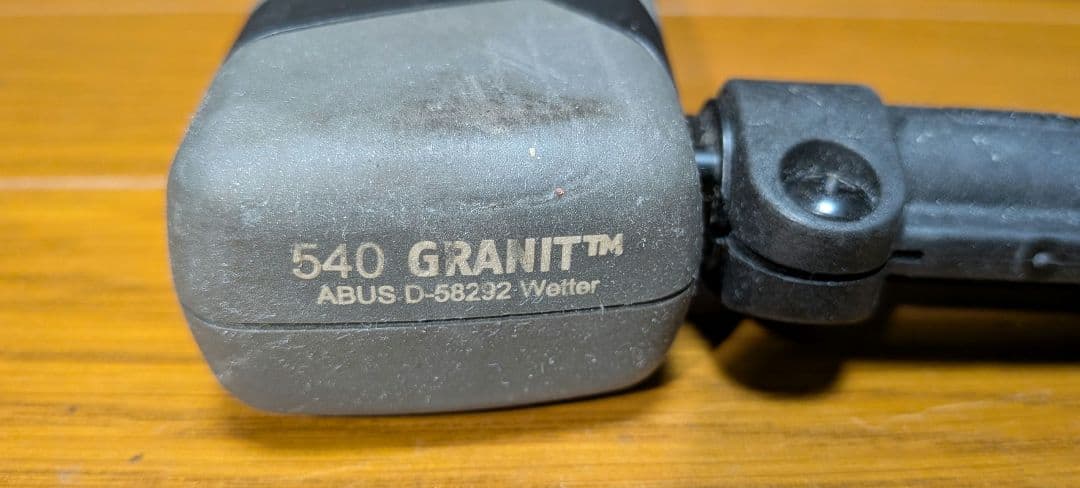 540 GRANIT™
ABUS D-58292 Wetter